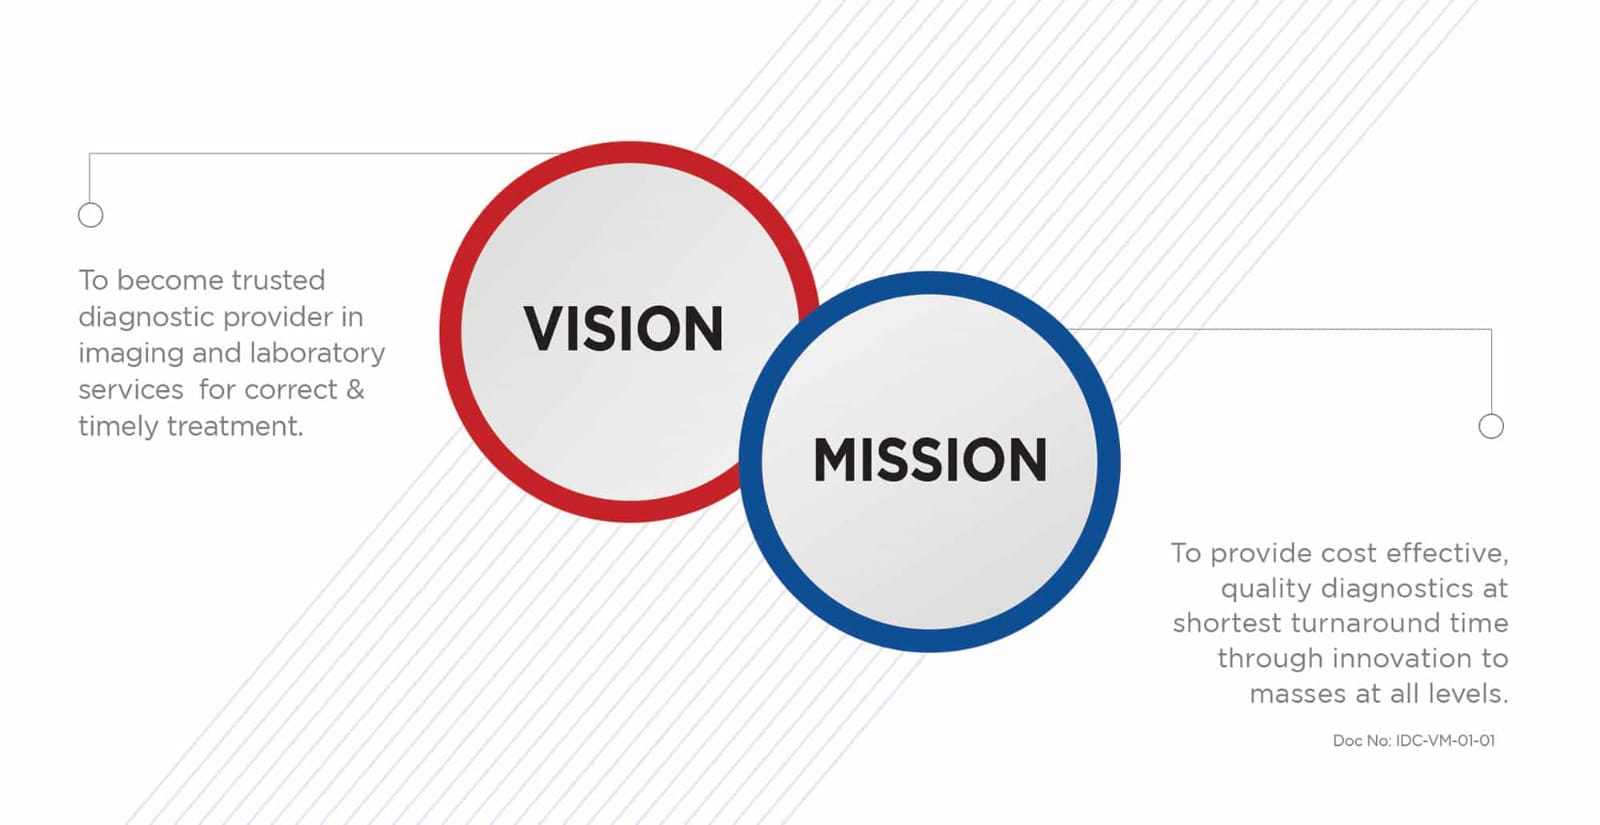 VISION
To become trusted
diagnostic provider in
imaging and laboratory
services  for correct &
timely treatment.
MISSION
To provide cost effective,
quality diagnostics at
shortest turnaround time
through innovation to
masses at all levels.
Doc No: IDC-VM-01-01